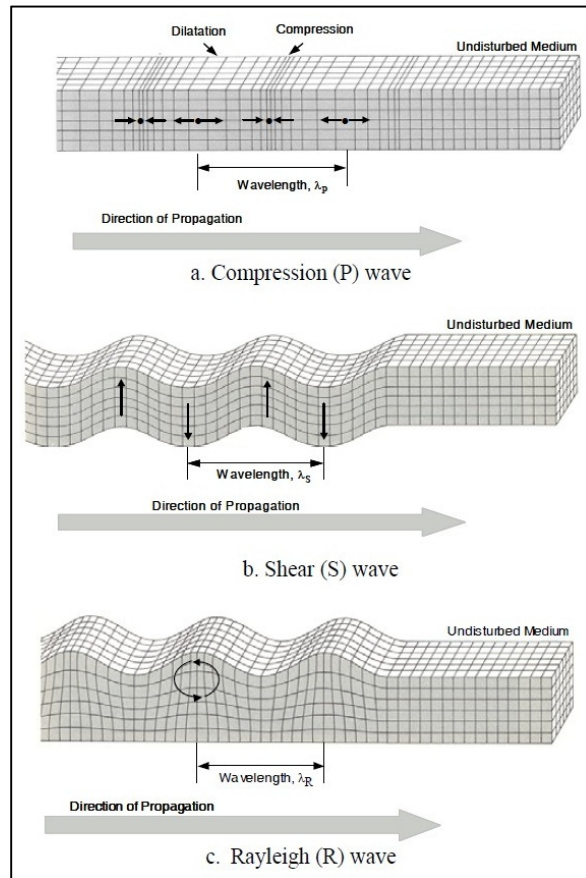 Dilatation
Compression
Undisturbed Medium
Wavelength, λP
Direction of Propagation
a. Compression (P) wave
Undisturbed Medium
Wavelength, λS
Direction of Propagation
b. Shear (S) wave
Undisturbed Medium
Wavelength, λR
Direction of Propagation
c. Rayleigh (R) wave